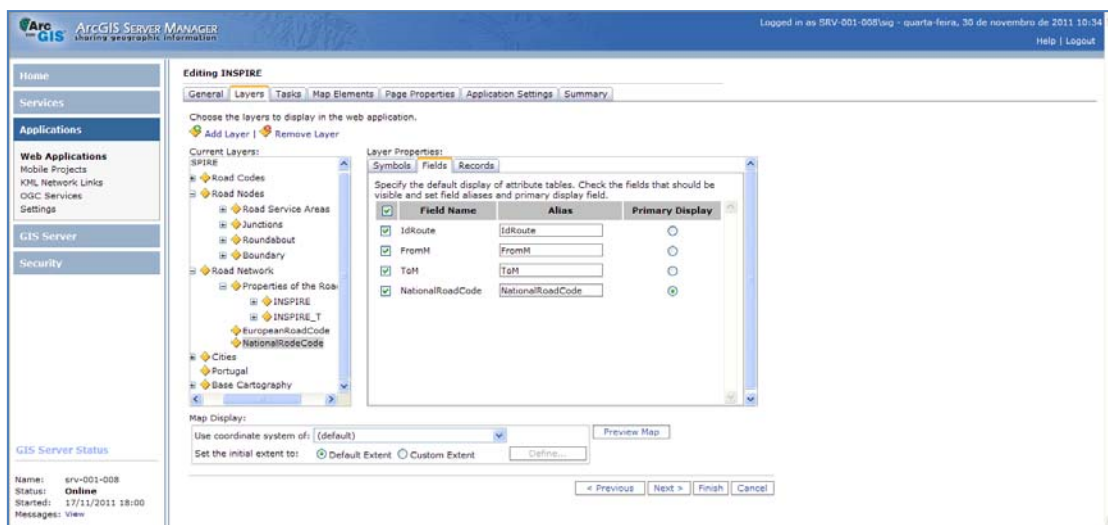 Arc GIS ArcGIS Server Manager
sharing geographic information
Logged in as SRV-001-008\sig - quarta-feira, 30 de novembro de 2011 10:34
Help | Logout
Home
Services
Applications
Web Applications
Mobile Projects
KML Network Links
OGC Services
Settings
GIS Server
Security
GIS Server Status
Name: srv-001-008
Status: Online
Started: 17/11/2011 18:00
Messages: View
Editing INSPIRE
General Layers Tasks Map Elements Page Properties Application Settings Summary
Choose the layers to display in the web application.
Add Layer | Remove Layer
Current Layers:
SPIRE
Road Codes
Road Nodes
Road Service Areas
Junctions
Roundabout
Boundary
Road Network
Properties of the Roa
INSPIRE
INSPIRE_T
EuropeanRoadCode
NationalRodeCode
Cities
Portugal
Base Cartography
Layer Properties:
Symbols Fields Records
Specify the default display of attribute tables. Check the fields that should be
visible and set field aliases and primary display field.
Field Name Alias Primary Display
IdRoute IdRoute
FromM FromM
ToM ToM
NationalRoadCode NationalRoadCode
Map Display:
Use coordinate system of: (default)
Set the initial extent to: Default Extent Custom Extent Define...
Preview Map
< Previous Next > Finish Cancel